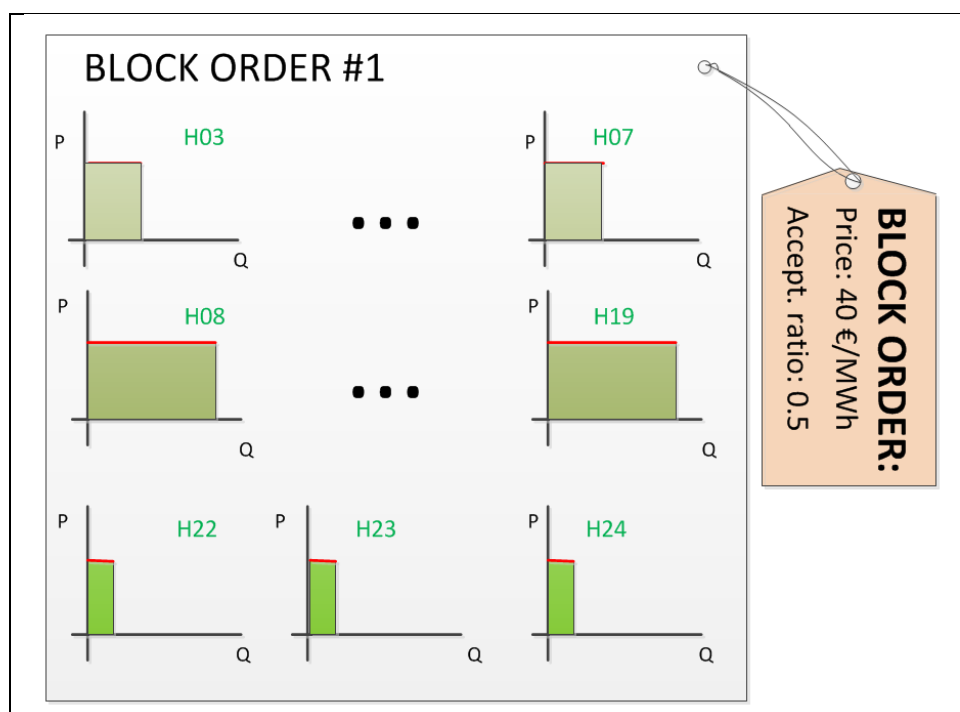 BLOCK ORDER #1
P
H03
Q
P
H07
Q
P
H08
Q
P
H19
Q
P
H22
Q
P
H23
Q
P
H24
Q
BLOCK ORDER:
Price: 40 €/MWh
Accept. ratio: 0.5